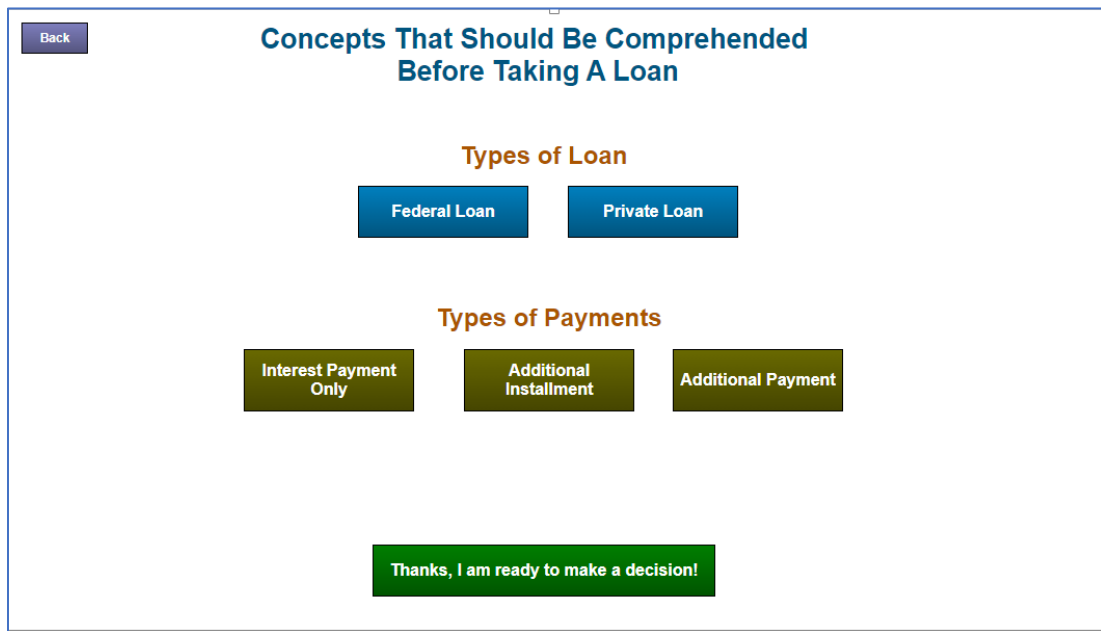 Back
Concepts That Should Be Comprehended
Before Taking A Loan
Types of Loan
Federal Loan
Private Loan
Types of Payments
Interest Payment
Only
Additional
Installment
Additional Payment
Thanks, I am ready to make a decision!